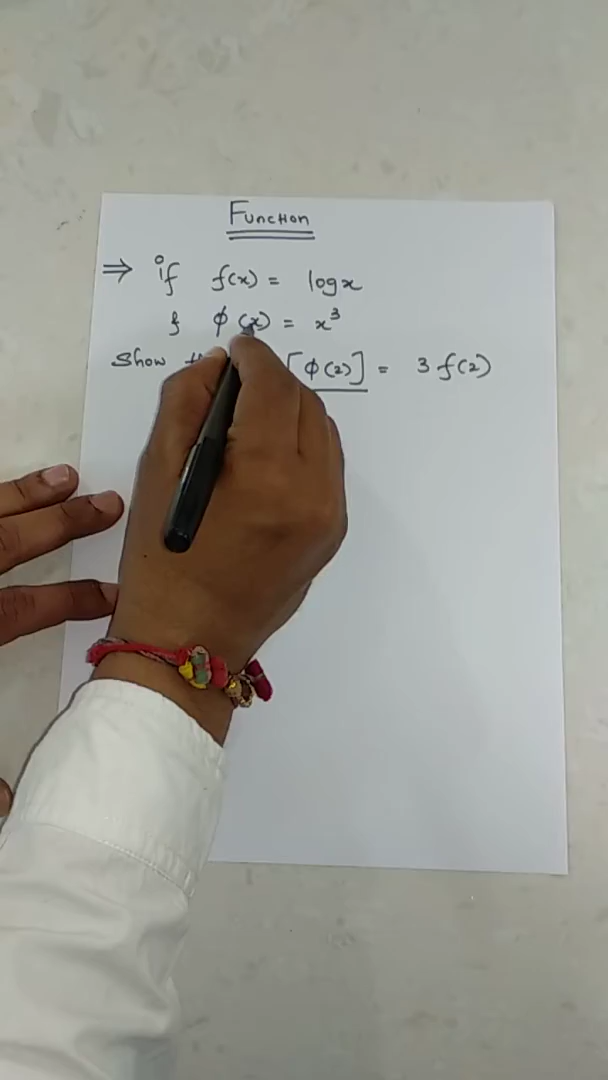 Function
⇒ if f(x) = log x
& φ(x) = x³
Show [φ(2)] = 3 f(2)